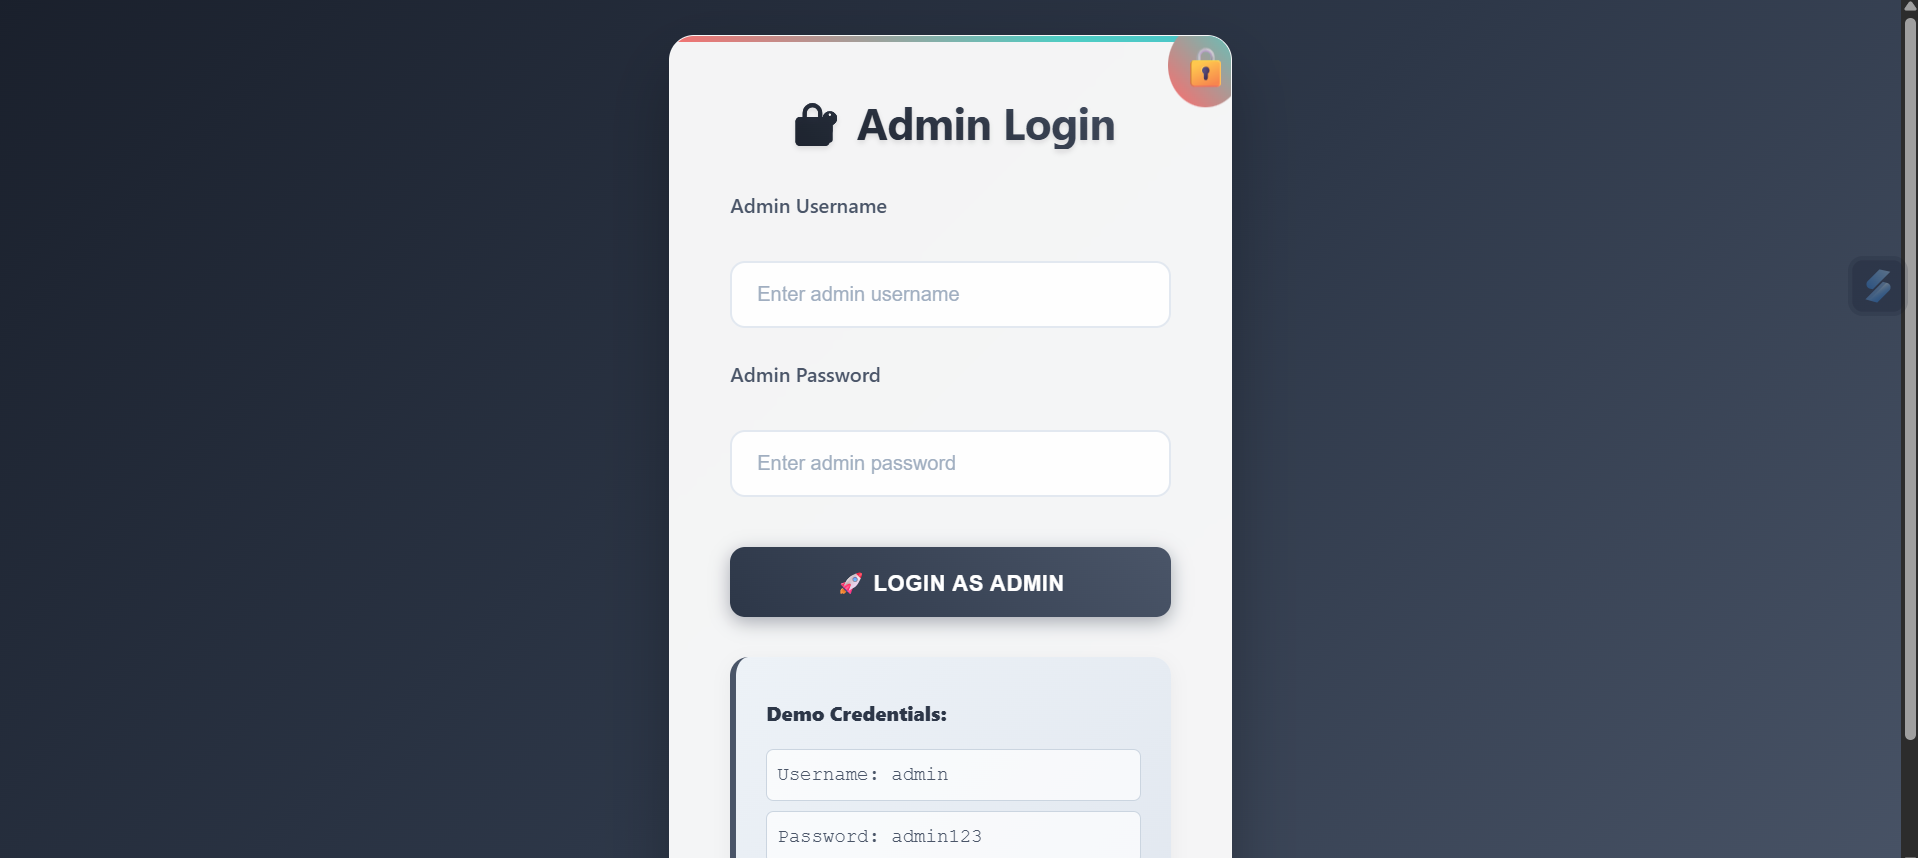 🔐 Admin Login
Admin Username
Enter admin username
Admin Password
Enter admin password
🚀 LOGIN AS ADMIN
Demo Credentials:
Username: admin
Password: admin123